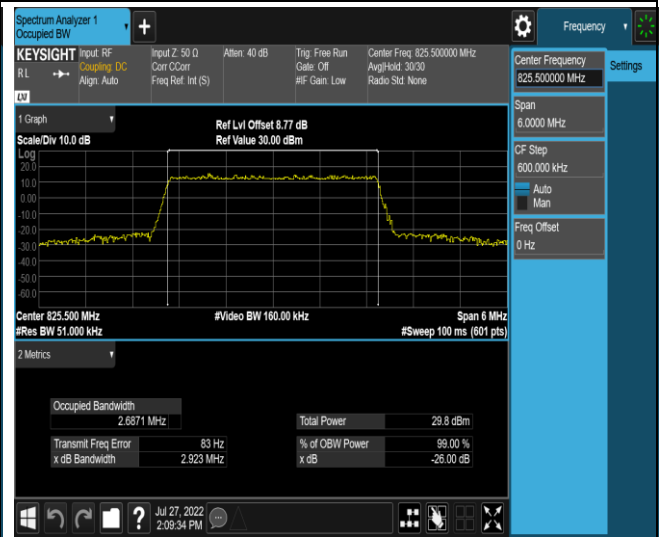 Spectrum Analyzer 1
Occupied BW
+
Frequency
KEYSIGHT Input: RF Input Z: 50 Ω Atten: 40 dB Trig: Free Run Center Freq: 825.500000 MHz
RL Coupling: DC Corr CCorr Gate: Off Avg|Hold: 30/30
Align: Auto Freq Ref: Int (S) #IF Gain: Low Radio Std: None
LXI
Center Frequency
825.500000 MHz
Settings
Span
6.0000 MHz
CF Step
600.000 kHz
Auto
Man
Freq Offset
0 Hz
1 Graph
Ref Lvl Offset 8.77 dB
Scale/Div 10.0 dB Ref Value 30.00 dBm
Log
20.0
10.0
0.00
-10.0
-20.0
-30.0
-40.0
-50.0
-60.0
Center 825.500 MHz #Video BW 160.00 kHz Span 6 MHz
#Res BW 51.000 kHz #Sweep 100 ms (601 pts)
2 Metrics
Occupied Bandwidth
2.6871 MHz Total Power 29.8 dBm
Transmit Freq Error 83 Hz % of OBW Power 99.00 %
x dB Bandwidth 2.923 MHz x dB -26.00 dB
? Jul 27, 2022
2:09:34 PM